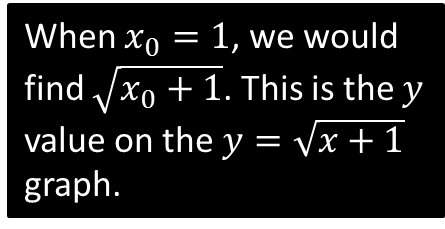 When x₀ = 1, we would
find √(x₀ + 1). This is the y
value on the y = √(x + 1)
graph.